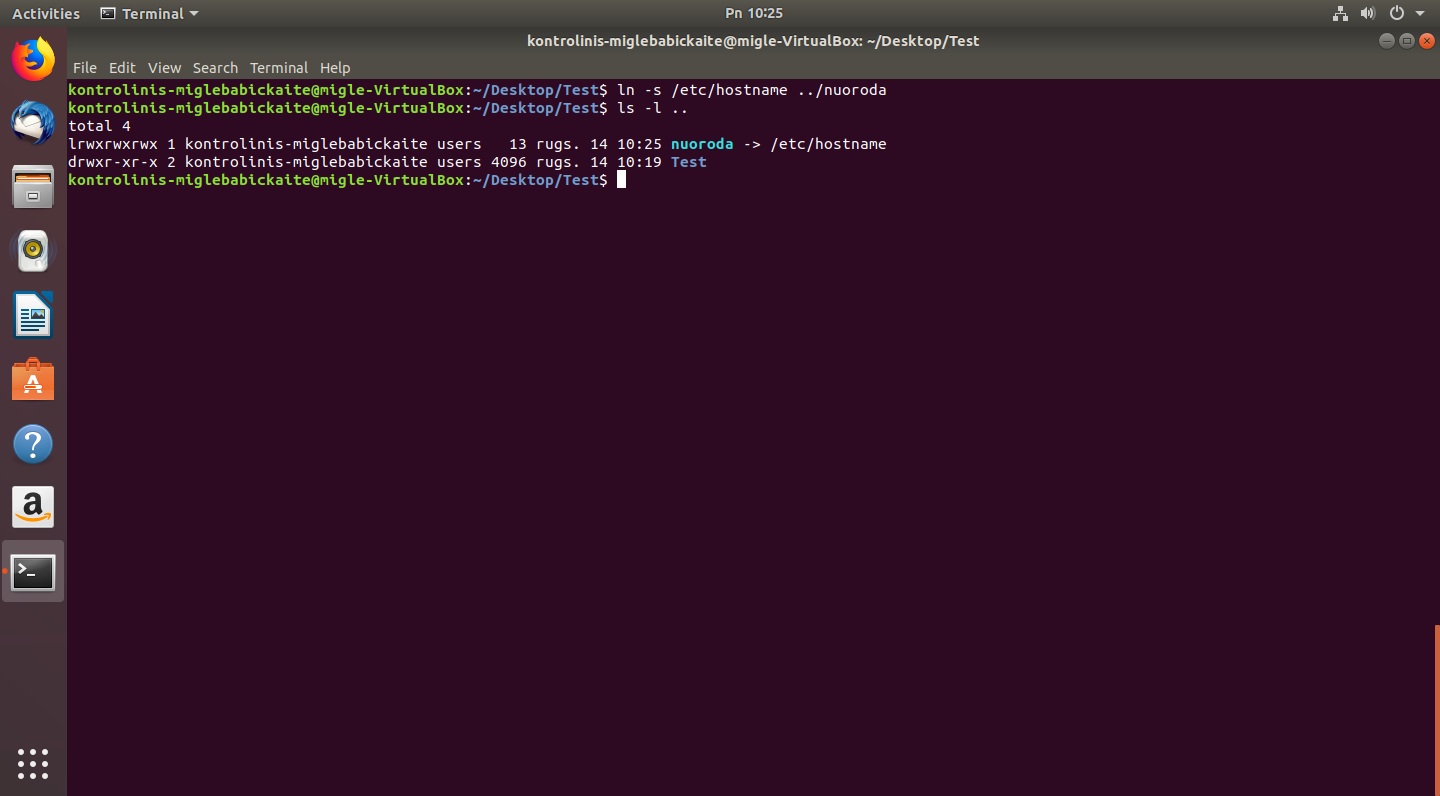 Activities Terminal Pn 10:25
kontrolinis-miglebabickaite@migle-VirtualBox: ~/Desktop/Test
File Edit View Search Terminal Help
kontrolinis-miglebabickaite@migle-VirtualBox:~/Desktop/Test$ ln -s /etc/hostname ../nuoroda
kontrolinis-miglebabickaite@migle-VirtualBox:~/Desktop/Test$ ls -l ..
total 4
lrwxrwxrwx 1 kontrolinis-miglebabickaite users   13 rugs. 14 10:25 nuoroda -> /etc/hostname
drwxr-xr-x 2 kontrolinis-miglebabickaite users 4096 rugs. 14 10:19 Test
kontrolinis-miglebabickaite@migle-VirtualBox:~/Desktop/Test$